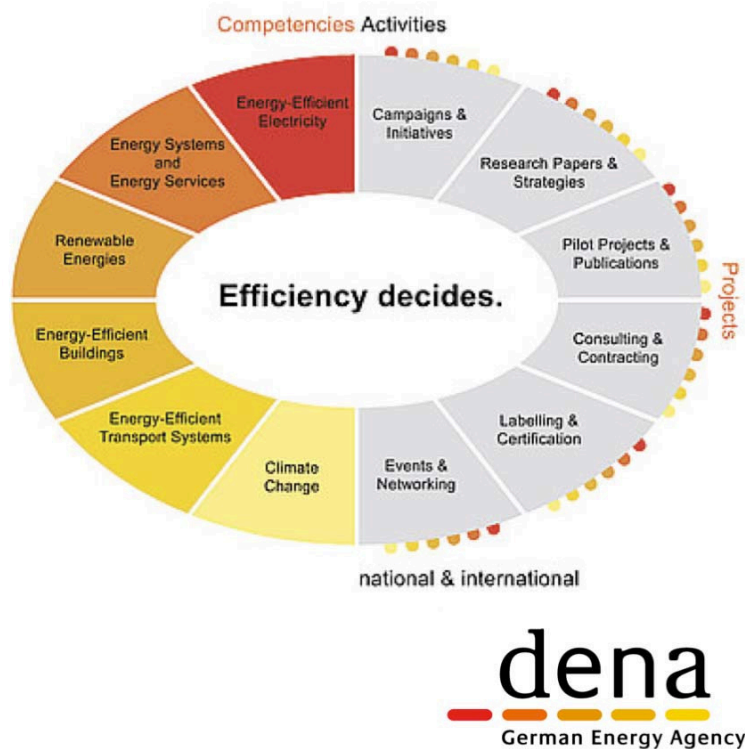 Competencies Activities
Energy-Efficient
Electricity
Campaigns &
Initiatives
Energy Systems
and
Energy Services
Research Papers &
Strategies
Renewable
Energies
Pilot Projects &
Publications
Projects
Efficiency decides.
Energy-Efficient
Buildings
Consulting &
Contracting
Energy-Efficient
Transport Systems
Labelling &
Certification
Climate
Change
Events &
Networking
national & international
dena
German Energy Agency